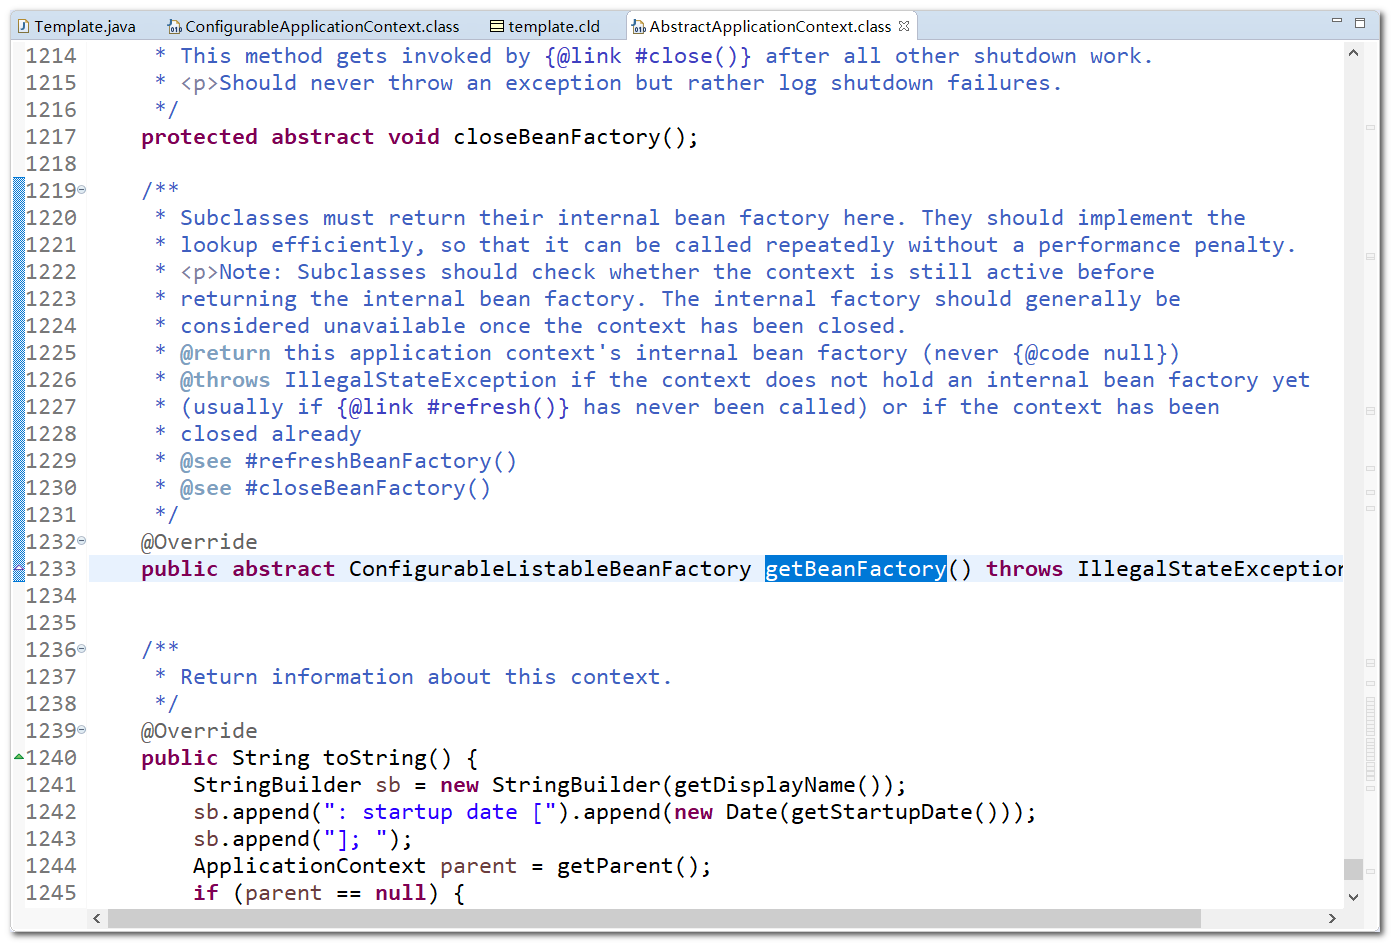 Template.java ConfigurableApplicationContext.class template.cld AbstractApplicationContext.class
1214 * This method gets invoked by {@link #close()} after all other shutdown work.
1215 * <p>Should never throw an exception but rather log shutdown failures.
1216 */
1217 protected abstract void closeBeanFactory();
1218
1219 /**
1220 * Subclasses must return their internal bean factory here. They should implement the
1221 * lookup efficiently, so that it can be called repeatedly without a performance penalty.
1222 * <p>Note: Subclasses should check whether the context is still active before
1223 * returning the internal bean factory. The internal factory should generally be
1224 * considered unavailable once the context has been closed.
1225 * @return this application context's internal bean factory (never {@code null})
1226 * @throws IllegalStateException if the context does not hold an internal bean factory yet
1227 * (usually if {@link #refresh()} has never been called) or if the context has been
1228 * closed already
1229 * @see #refreshBeanFactory()
1230 * @see #closeBeanFactory()
1231 */
1232 @Override
1233 public abstract ConfigurableListableBeanFactory getBeanFactory() throws IllegalStateException
1234
1235
1236 /**
1237 * Return information about this context.
1238 */
1239 @Override
1240 public String toString() {
1241 StringBuilder sb = new StringBuilder(getDisplayName());
1242 sb.append(": startup date [").append(new Date(getStartupDate()));
1243 sb.append("]; ");
1244 ApplicationContext parent = getParent();
1245 if (parent == null) {